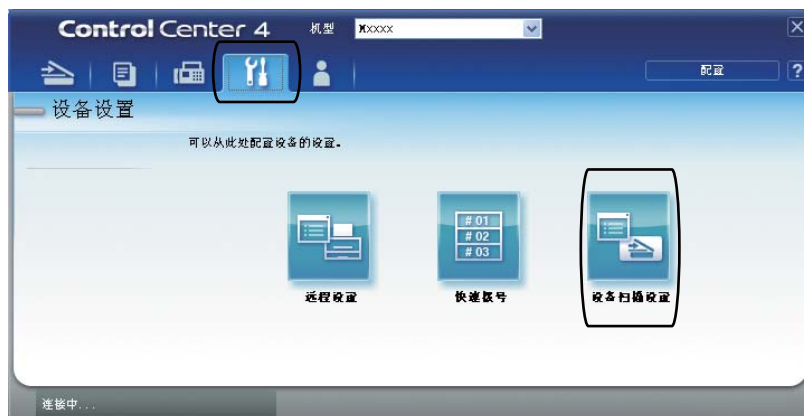 Control Center 4 机型 Xxxxx
配置 ?
设备设置
可以从此处配置设备的设置。
# 01
# 02
# 03
远程设置 快速拨号 设备扫描设置
连接中...